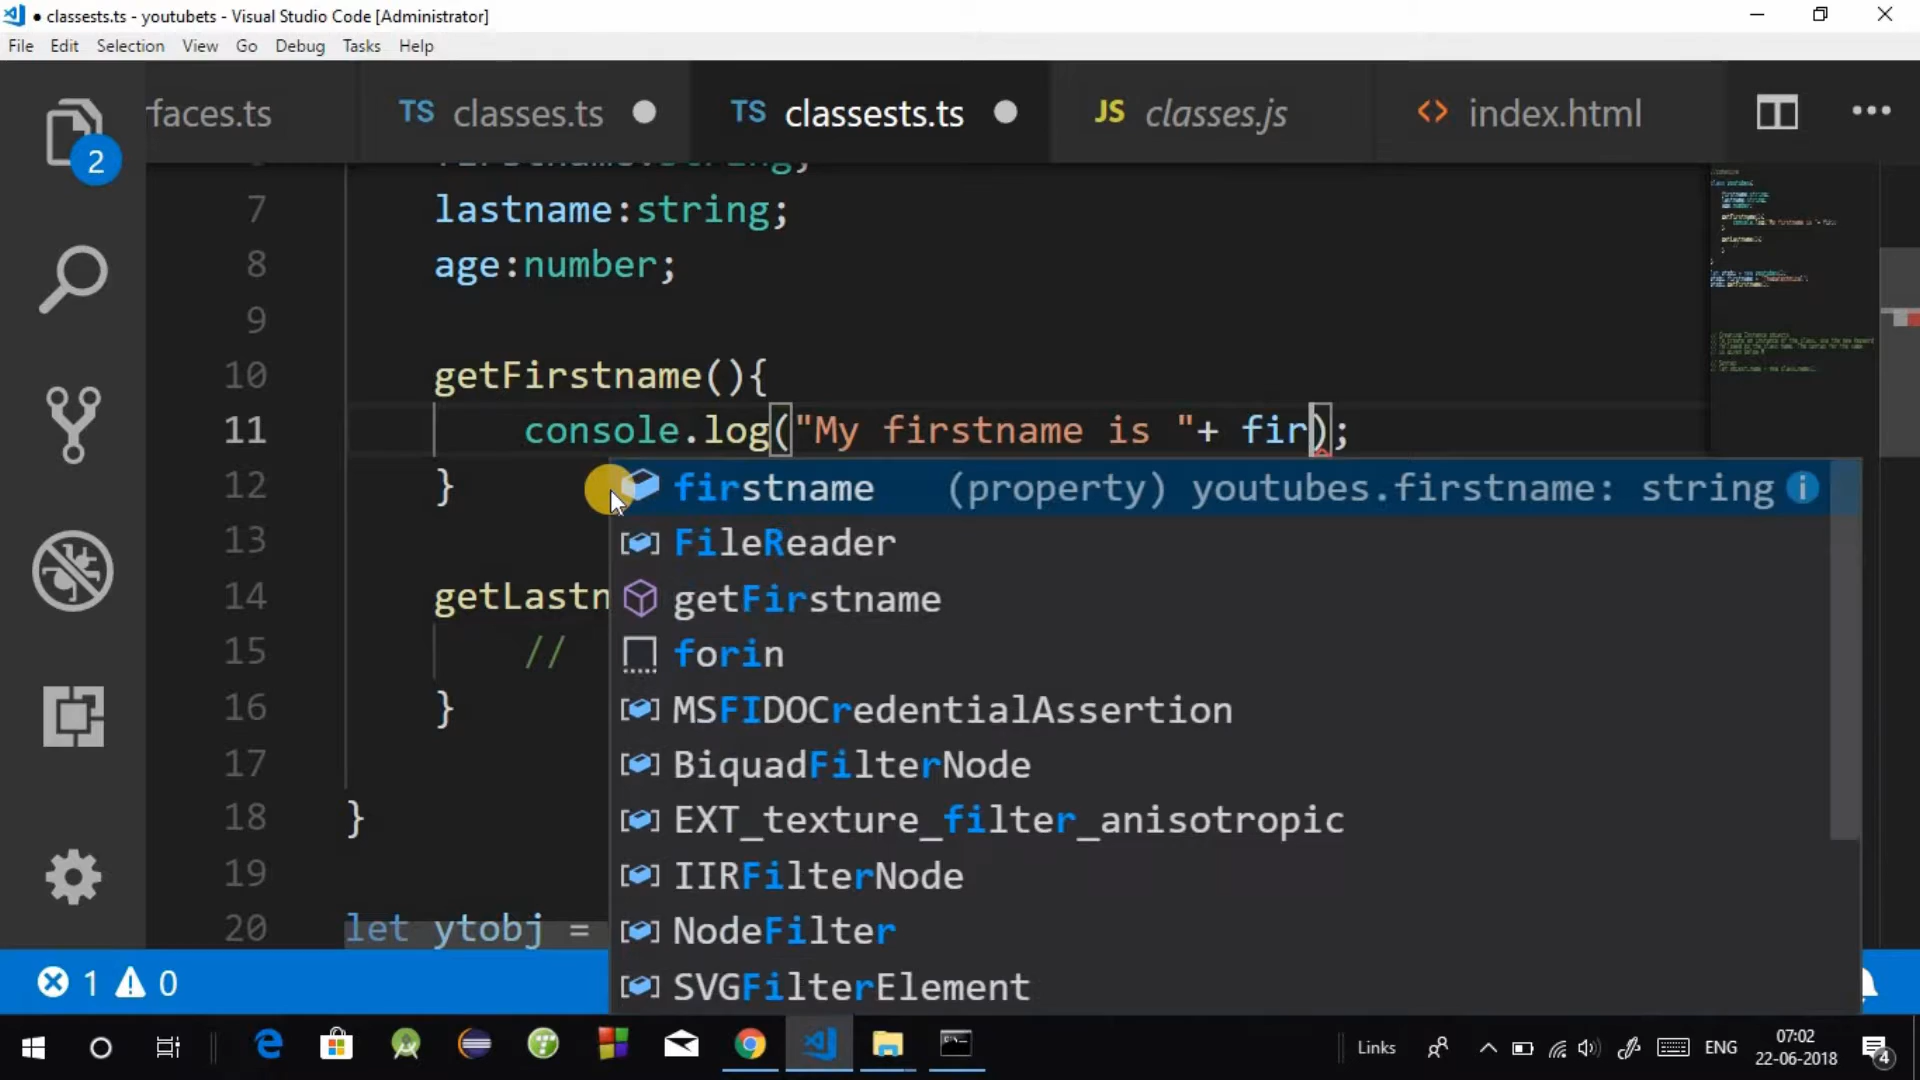 classests.ts - youtubets - Visual Studio Code [Administrator]
File Edit Selection View Go Debug Tasks Help
rfaces.ts
TS classes.ts
TS classests.ts
JS classes.js
<> index.html
2
7 lastname:string;
8 age:number;
9
10 getFirstname(){
11 console.log("My firstname is "+ fir);
12 }
firstname (property) youtubes.firstname: string
13
FileReader
14 getLastn
getFirstname
15 //
forin
16 }
MSFIDOCredentialAssertion
17
BiquadFilterNode
18 }
EXT_texture_filter_anisotropic
19
IIRFilterNode
20 let ytobj =
NodeFilter
1 0
SVGFilterElement
Links ENG 07:02
22-06-2018
4